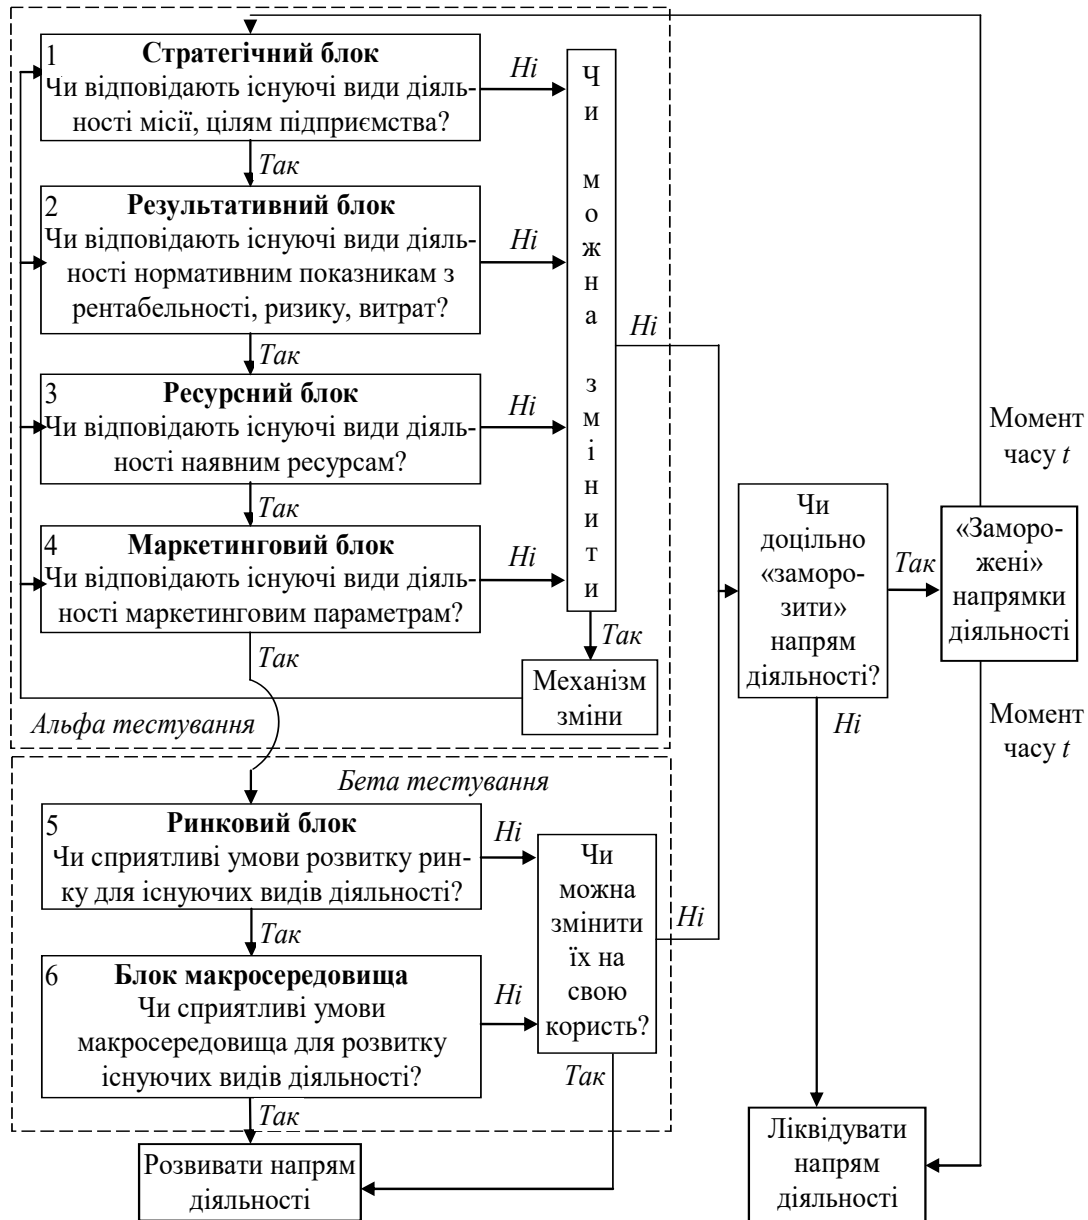 1 Стратегічний блок
Чи відповідають існуючі види діяль-
ності місії, цілям підприємства?
Ні
Так
2 Результативний блок
Чи відповідають існуючі види діяль-
ності нормативним показникам з
рентабельності, ризику, витрат?
Ні
Так
3 Ресурсний блок
Чи відповідають існуючі види діяль-
ності наявним ресурсам?
Ні
Так
4 Маркетинговий блок
Чи відповідають існуючі види діяль-
ності маркетинговим параметрам?
Ні
Так
Чи можна змінити
Ні
Так
Механізм
зміни
Альфа тестування
Бета тестування
5 Ринковий блок
Чи сприятливі умови розвитку рин-
ку для існуючих видів діяльності?
Ні
Так
6 Блок макросередовища
Чи сприятливі умови
макросередовища для розвитку
існуючих видів діяльності?
Ні
Так
Чи
можна
змінити
їх на
свою
користь?
Ні
Так
Розвивати напрям
діяльності
Чи
доцільно
«заморо-
зити»
напрям
діяльності?
Так
Ні
Момент
часу t
«Заморо-
жені»
напрямки
діяльності
Момент
часу t
Ліквідувати
напрям
діяльності